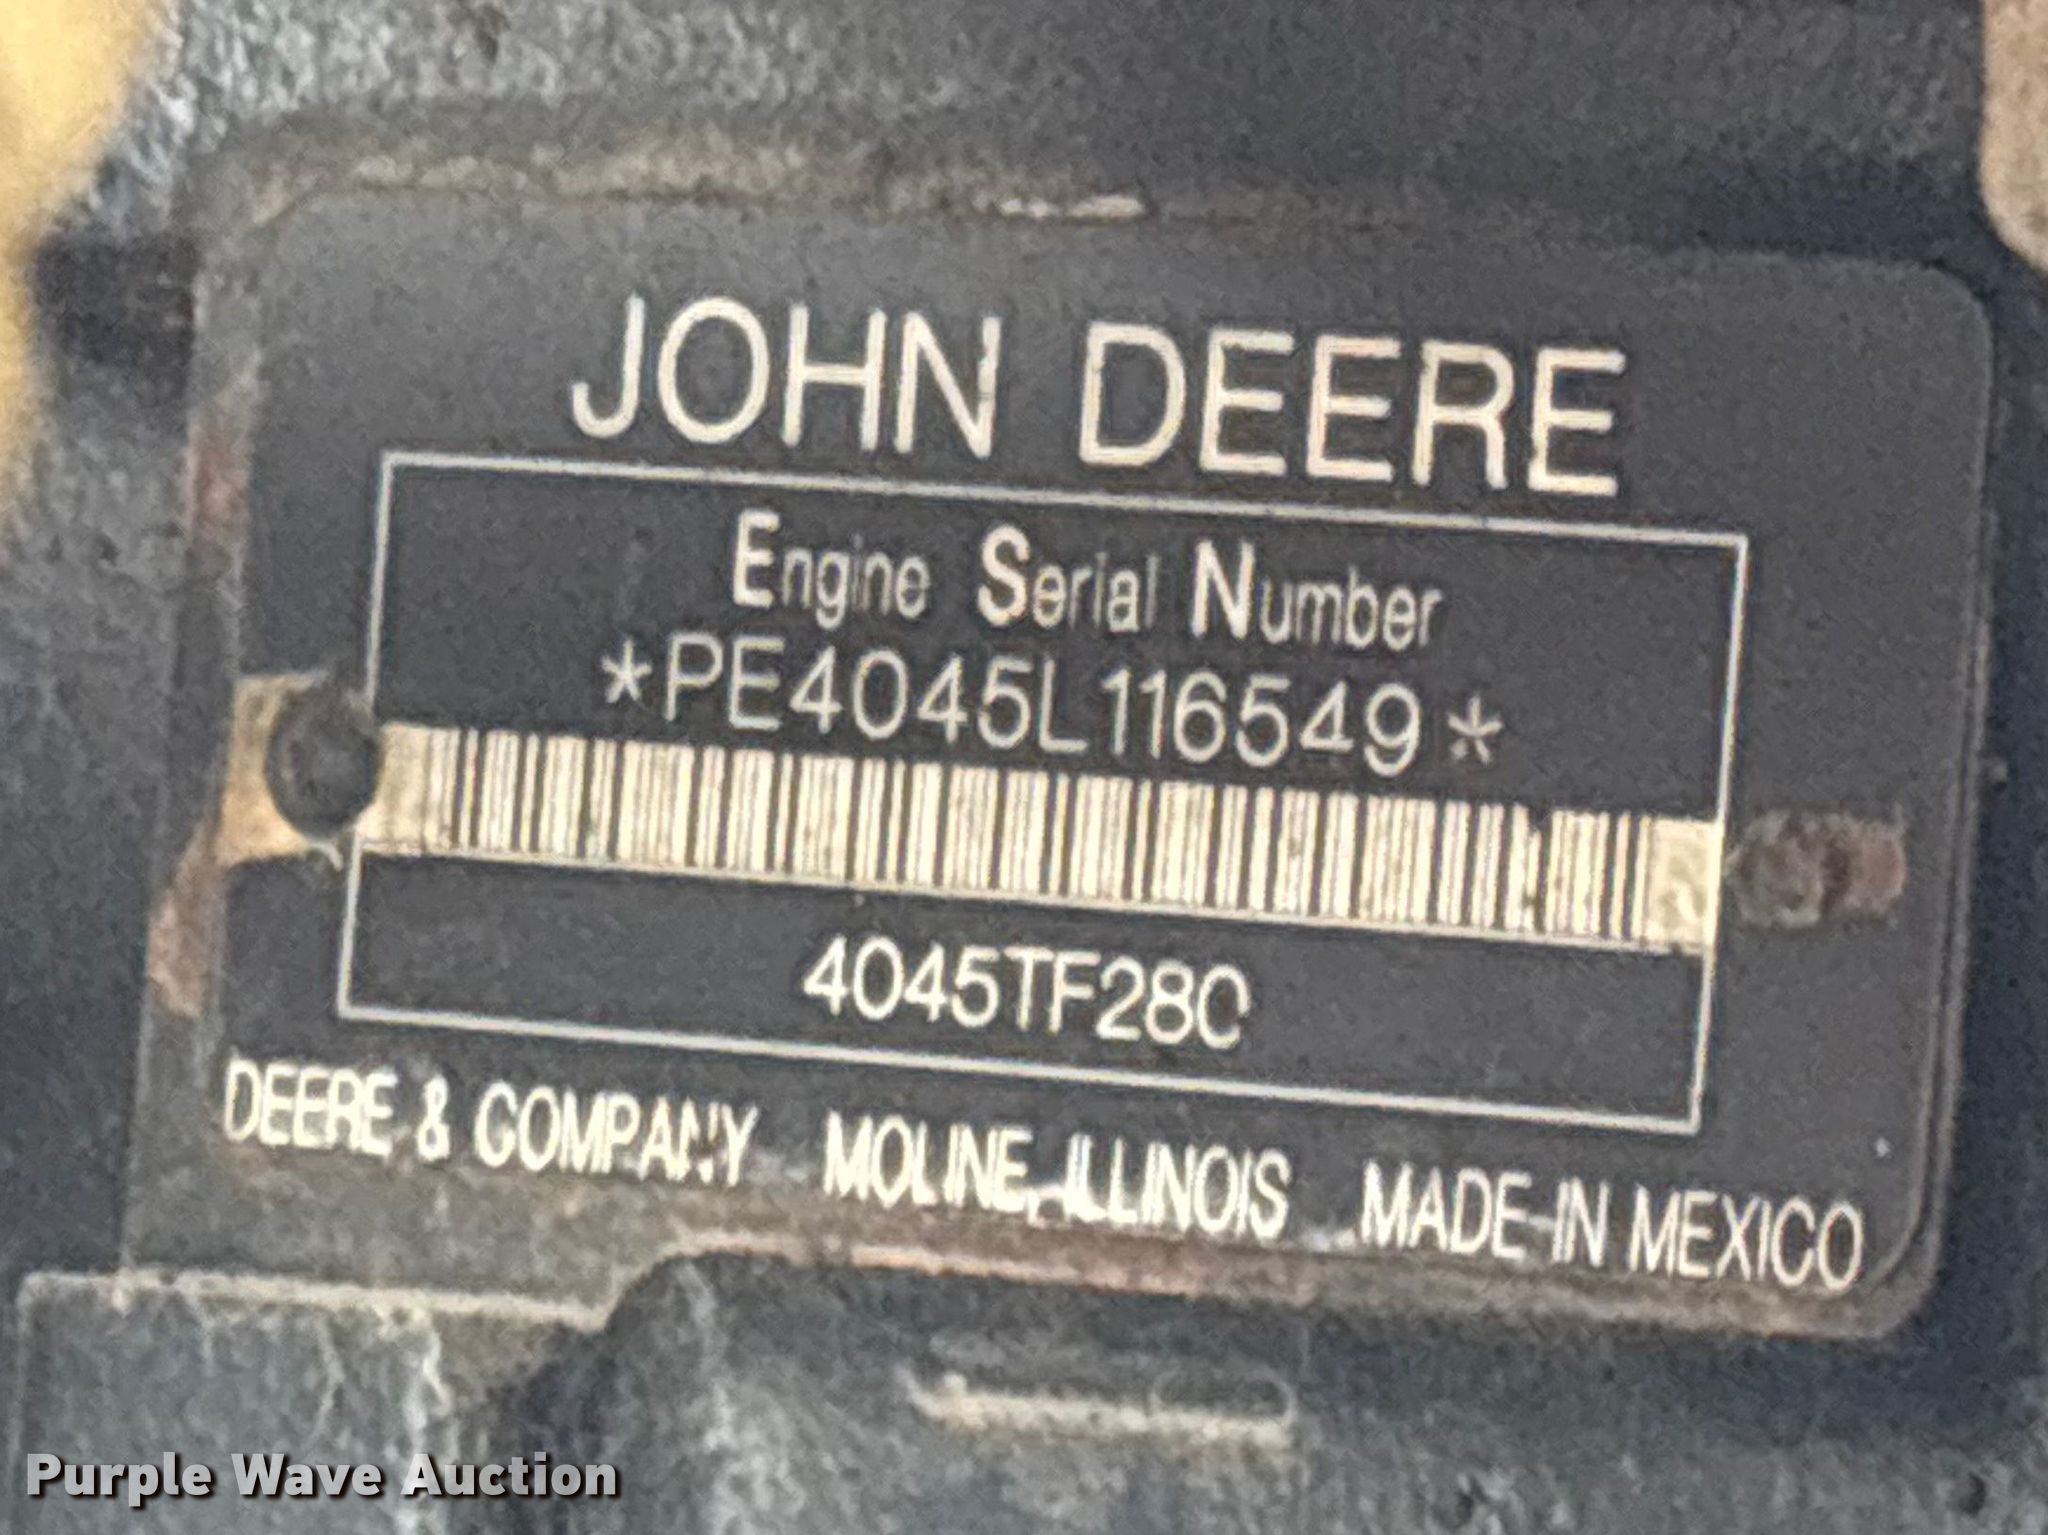 JOHN DEERE
Engine Serial Number
*PE4045L116549*
4045TF280
DEERE & COMPANY MOLINE, ILLINOIS MADE IN MEXICO
Purple Wave Auction